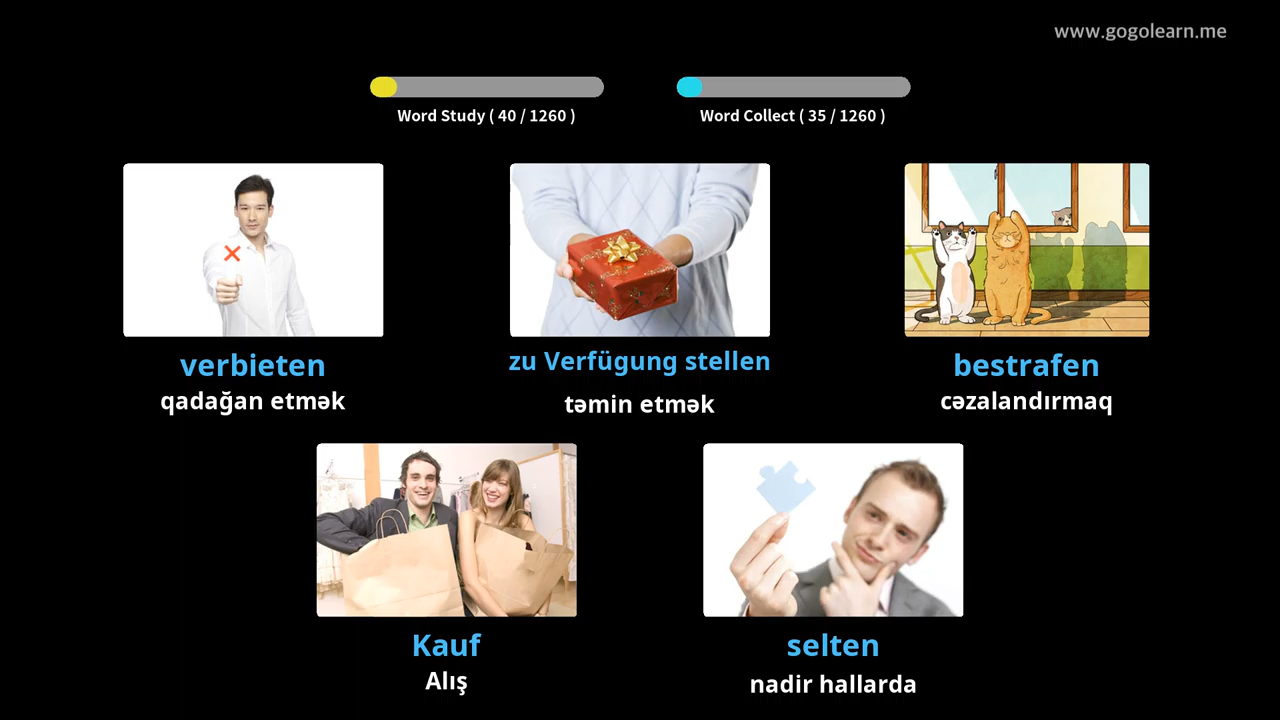 www.gogolearn.me
Word Study ( 40 / 1260 )
Word Collect ( 35 / 1260 )
verbieten
qadağan etmək
zu Verfügung stellen
təmin etmək
bestrafen
cəzalandırmaq
Kauf
Alış
selten
nadir hallarda